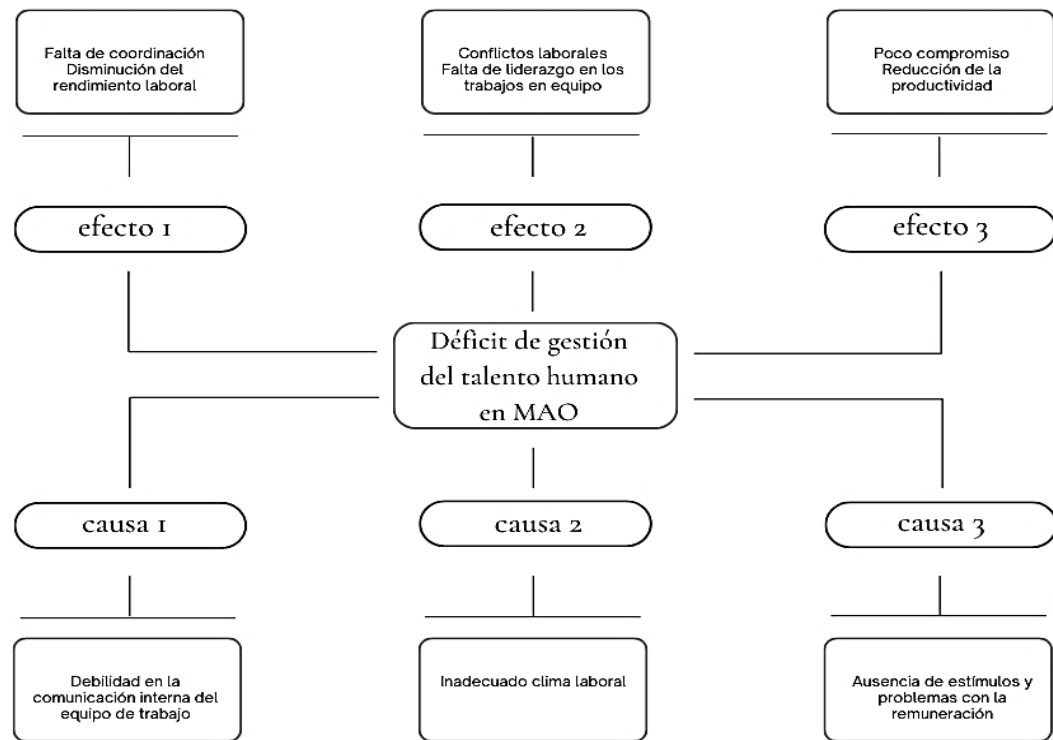 Falta de coordinación
Disminución del
rendimiento laboral
Conflictos laborales
Falta de liderazgo en los
trabajos en equipo
Poco compromiso
Reducción de la
productividad
efecto 1
efecto 2
efecto 3
Déficit de gestión
del talento humano
en MAO
causa 1
causa 2
causa 3
Debilidad en la
comunicación interna del
equipo de trabajo
Inadecuado clima laboral
Ausencia de estímulos y
problemas con la
remuneración